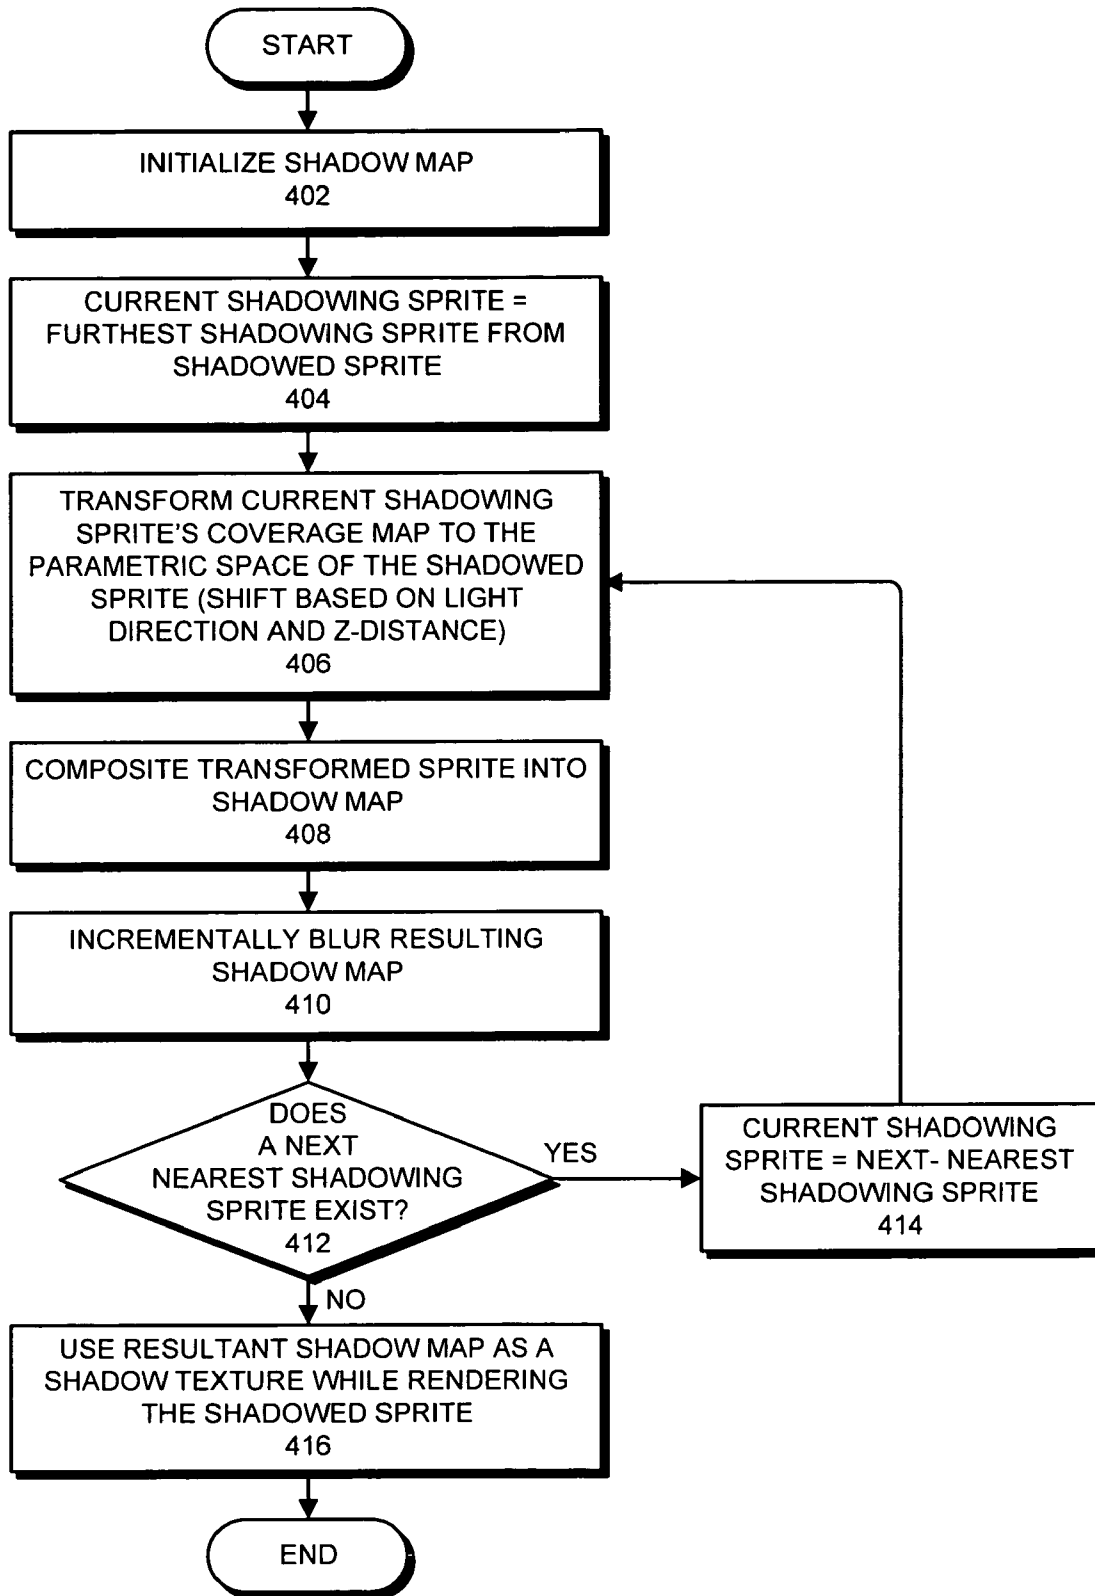 START
INITIALIZE SHADOW MAP
402
CURRENT SHADOWING SPRITE =
FURTHEST SHADOWING SPRITE FROM
SHADOWED SPRITE
404
TRANSFORM CURRENT SHADOWING
SPRITE'S COVERAGE MAP TO THE
PARAMETRIC SPACE OF THE SHADOWED
SPRITE (SHIFT BASED ON LIGHT
DIRECTION AND Z-DISTANCE)
406
COMPOSITE TRANSFORMED SPRITE INTO
SHADOW MAP
408
INCREMENTALLY BLUR RESULTING
SHADOW MAP
410
DOES
A NEXT
NEAREST SHADOWING
SPRITE EXIST?
412
YES
CURRENT SHADOWING
SPRITE = NEXT- NEAREST
SHADOWING SPRITE
414
NO
USE RESULTANT SHADOW MAP AS A
SHADOW TEXTURE WHILE RENDERING
THE SHADOWED SPRITE
416
END